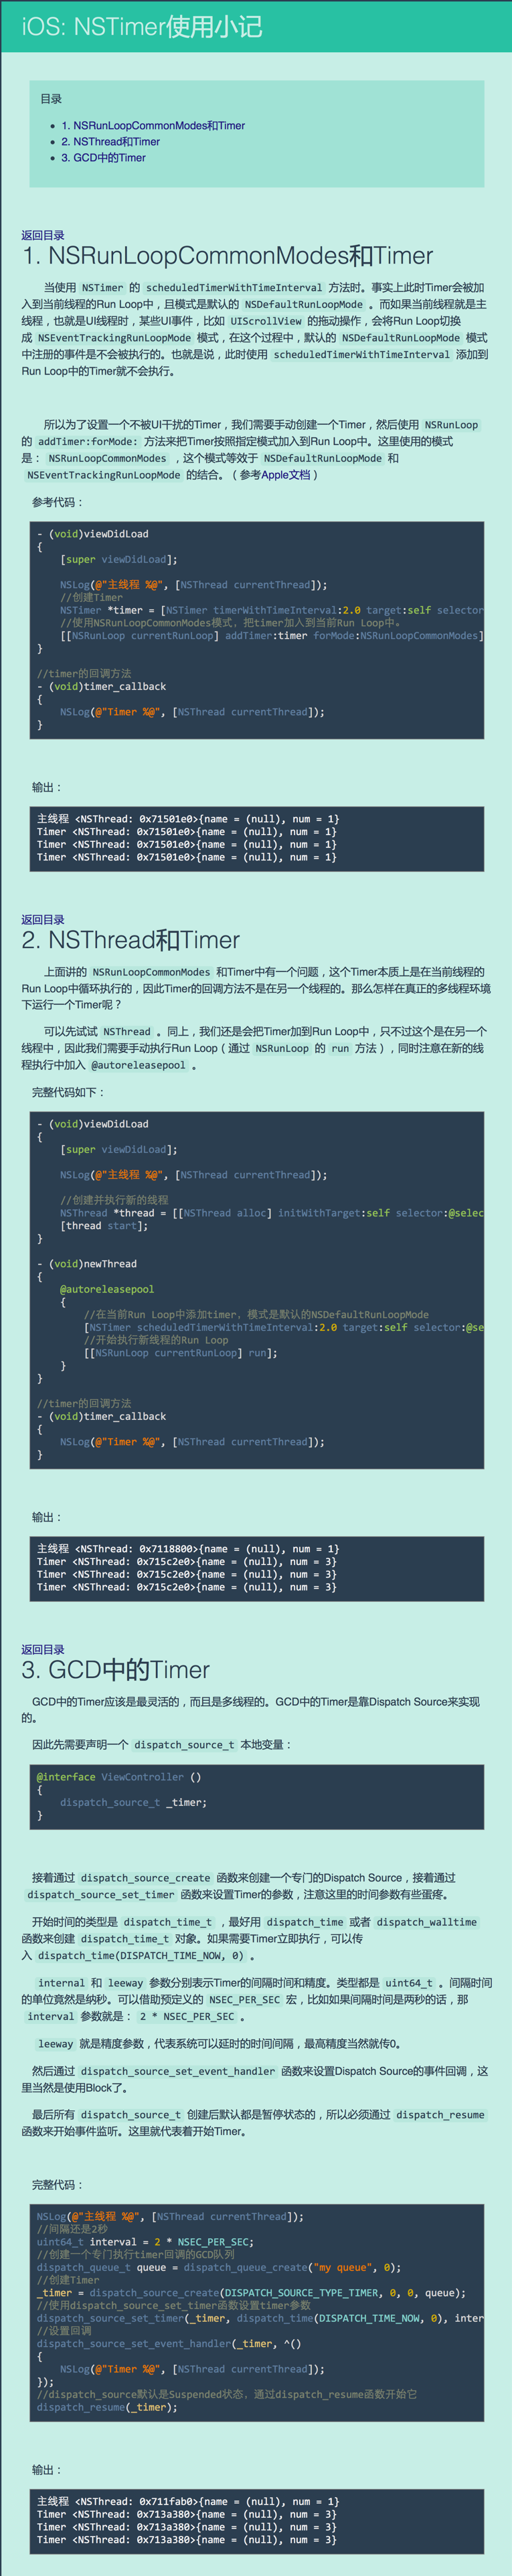 iOS: NSTimer使用小记
目录
1. NSRunLoopCommonModes和Timer
2. NSThread和Timer
3. GCD中的Timer
返回目录
1. NSRunLoopCommonModes和Timer
当使用 NSTimer 的 scheduledTimerWithTimeInterval 方法时。事实上此时Timer会被加
入到当前线程的Run Loop中，且模式是默认的 NSDefaultRunLoopMode 。而如果当前线程就是主
线程，也就是UI线程时，某些UI事件，比如 UIScrollView 的拖动操作，会将Run Loop切换
成 NSEventTrackingRunLoopMode 模式，在这个过程中，默认的 NSDefaultRunLoopMode 模式
中注册的事件是不会被执行的。也就是说，此时使用 scheduledTimerWithTimeInterval 添加到
Run Loop中的Timer就不会执行。
所以为了设置一个不被UI干扰的Timer，我们需要手动创建一个Timer，然后使用 NSRunLoop
的 addTimer:forMode: 方法来把Timer按照指定模式加入到Run Loop中。这里使用的模式
是： NSRunLoopCommonModes ，这个模式等效于 NSDefaultRunLoopMode 和
NSEventTrackingRunLoopMode 的结合。（ 参考Apple文档）
参考代码：
- (void)viewDidLoad
{
[super viewDidLoad];
NSLog(@"主线程 %@", [NSThread currentThread]);
//创建Timer
NSTimer *timer = [NSTimer timerWithTimeInterval:2.0 target:self selector
//使用NSRunLoopCommonModes模式，把timer加入到当前Run Loop中。
[[NSRunLoop currentRunLoop] addTimer:timer forMode:NSRunLoopCommonModes]
}
//timer的回调方法
- (void)timer_callback
{
NSLog(@"Timer %@", [NSThread currentThread]);
}
输出：
主线程 <NSThread: 0x71501e0>{name = (null), num = 1}
Timer <NSThread: 0x71501e0>{name = (null), num = 1}
Timer <NSThread: 0x71501e0>{name = (null), num = 1}
Timer <NSThread: 0x71501e0>{name = (null), num = 1}
返回目录
2. NSThread和Timer
上面讲的 NSRunLoopCommonModes 和Timer中有一个问题，这个Timer本质上是在当前线程的
Run Loop中循环执行的，因此Timer的回调方法不是在另一个线程的。那么怎样在真正的多线程环境
下运行一个Timer呢？
可以先试试 NSThread 。同上，我们还是会把Timer加到Run Loop中，只不过这个是在另一个
线程中，因此我们需要手动执行Run Loop（通过 NSRunLoop 的 run 方法），同时注意在新的线
程执行中加入 @autoreleasepool 。
完整代码如下：
- (void)viewDidLoad
{
[super viewDidLoad];
NSLog(@"主线程 %@", [NSThread currentThread]);
//创建并执行新的线程
NSThread *thread = [[NSThread alloc] initWithTarget:self selector:@selec
[thread start];
}
- (void)newThread
{
@autoreleasepool
{
//在当前Run Loop中添加timer，模式是默认的NSDefaultRunLoopMode
[NSTimer scheduledTimerWithTimeInterval:2.0 target:self selector:@se
//开始执行新线程的Run Loop
[[NSRunLoop currentRunLoop] run];
}
}
//timer的回调方法
- (void)timer_callback
{
NSLog(@"Timer %@", [NSThread currentThread]);
}
输出：
主线程 <NSThread: 0x7118800>{name = (null), num = 1}
Timer <NSThread: 0x715c2e0>{name = (null), num = 3}
Timer <NSThread: 0x715c2e0>{name = (null), num = 3}
Timer <NSThread: 0x715c2e0>{name = (null), num = 3}
返回目录
3. GCD中的Timer
GCD中的Timer应该是最灵活的，而且是多线程的。GCD中的Timer是靠Dispatch Source来实现
的。
因此先需要声明一个 dispatch_source_t 本地变量：
@interface ViewController ()
{
dispatch_source_t _timer;
}
接着通过 dispatch_source_create 函数来创建一个专门的Dispatch Source，接着通过
dispatch_source_set_timer 函数来设置Timer的参数，注意这里的时间参数有些蛋疼。
开始时间的类型是 dispatch_time_t ，最好用 dispatch_time 或者 dispatch_walltime
函数来创建 dispatch_time_t 对象。如果需要Timer立即执行，可以传
入 dispatch_time(DISPATCH_TIME_NOW, 0) 。
internal 和 leeway 参数分别表示Timer的间隔时间和精度。类型都是 uint64_t 。间隔时间
的单位竟然是纳秒。可以借助预定义的 NSEC_PER_SEC 宏，比如如果间隔时间是两秒的话，那
interval 参数就是： 2 * NSEC_PER_SEC 。
leeway 就是精度参数，代表系统可以延时的时间间隔，最高精度当然就传0。
然后通过 dispatch_source_set_event_handler 函数来设置Dispatch Source的事件回调，这
里当然是使用Block了。
最后所有 dispatch_source_t 创建后默认都是暂停状态的，所以必须通过 dispatch_resume
函数来开始事件监听。这里就代表着开始Timer。
完整代码：
NSLog(@"主线程 %@", [NSThread currentThread]);
//间隔还是2秒
uint64_t interval = 2 * NSEC_PER_SEC;
//创建一个专门执行timer回调的GCD队列
dispatch_queue_t queue = dispatch_queue_create("my queue", 0);
//创建Timer
_timer = dispatch_source_create(DISPATCH_SOURCE_TYPE_TIMER, 0, 0, queue);
//使用dispatch_source_set_timer函数设置timer参数
dispatch_source_set_timer(_timer, dispatch_time(DISPATCH_TIME_NOW, 0), inter
//设置回调
dispatch_source_set_event_handler(_timer, ^()
{
NSLog(@"Timer %@", [NSThread currentThread]);
});
//dispatch_source默认是Suspended状态，通过dispatch_resume函数开始它
dispatch_resume(_timer);
输出：
主线程 <NSThread: 0x711fab0>{name = (null), num = 1}
Timer <NSThread: 0x713a380>{name = (null), num = 3}
Timer <NSThread: 0x713a380>{name = (null), num = 3}
Timer <NSThread: 0x713a380>{name = (null), num = 3}